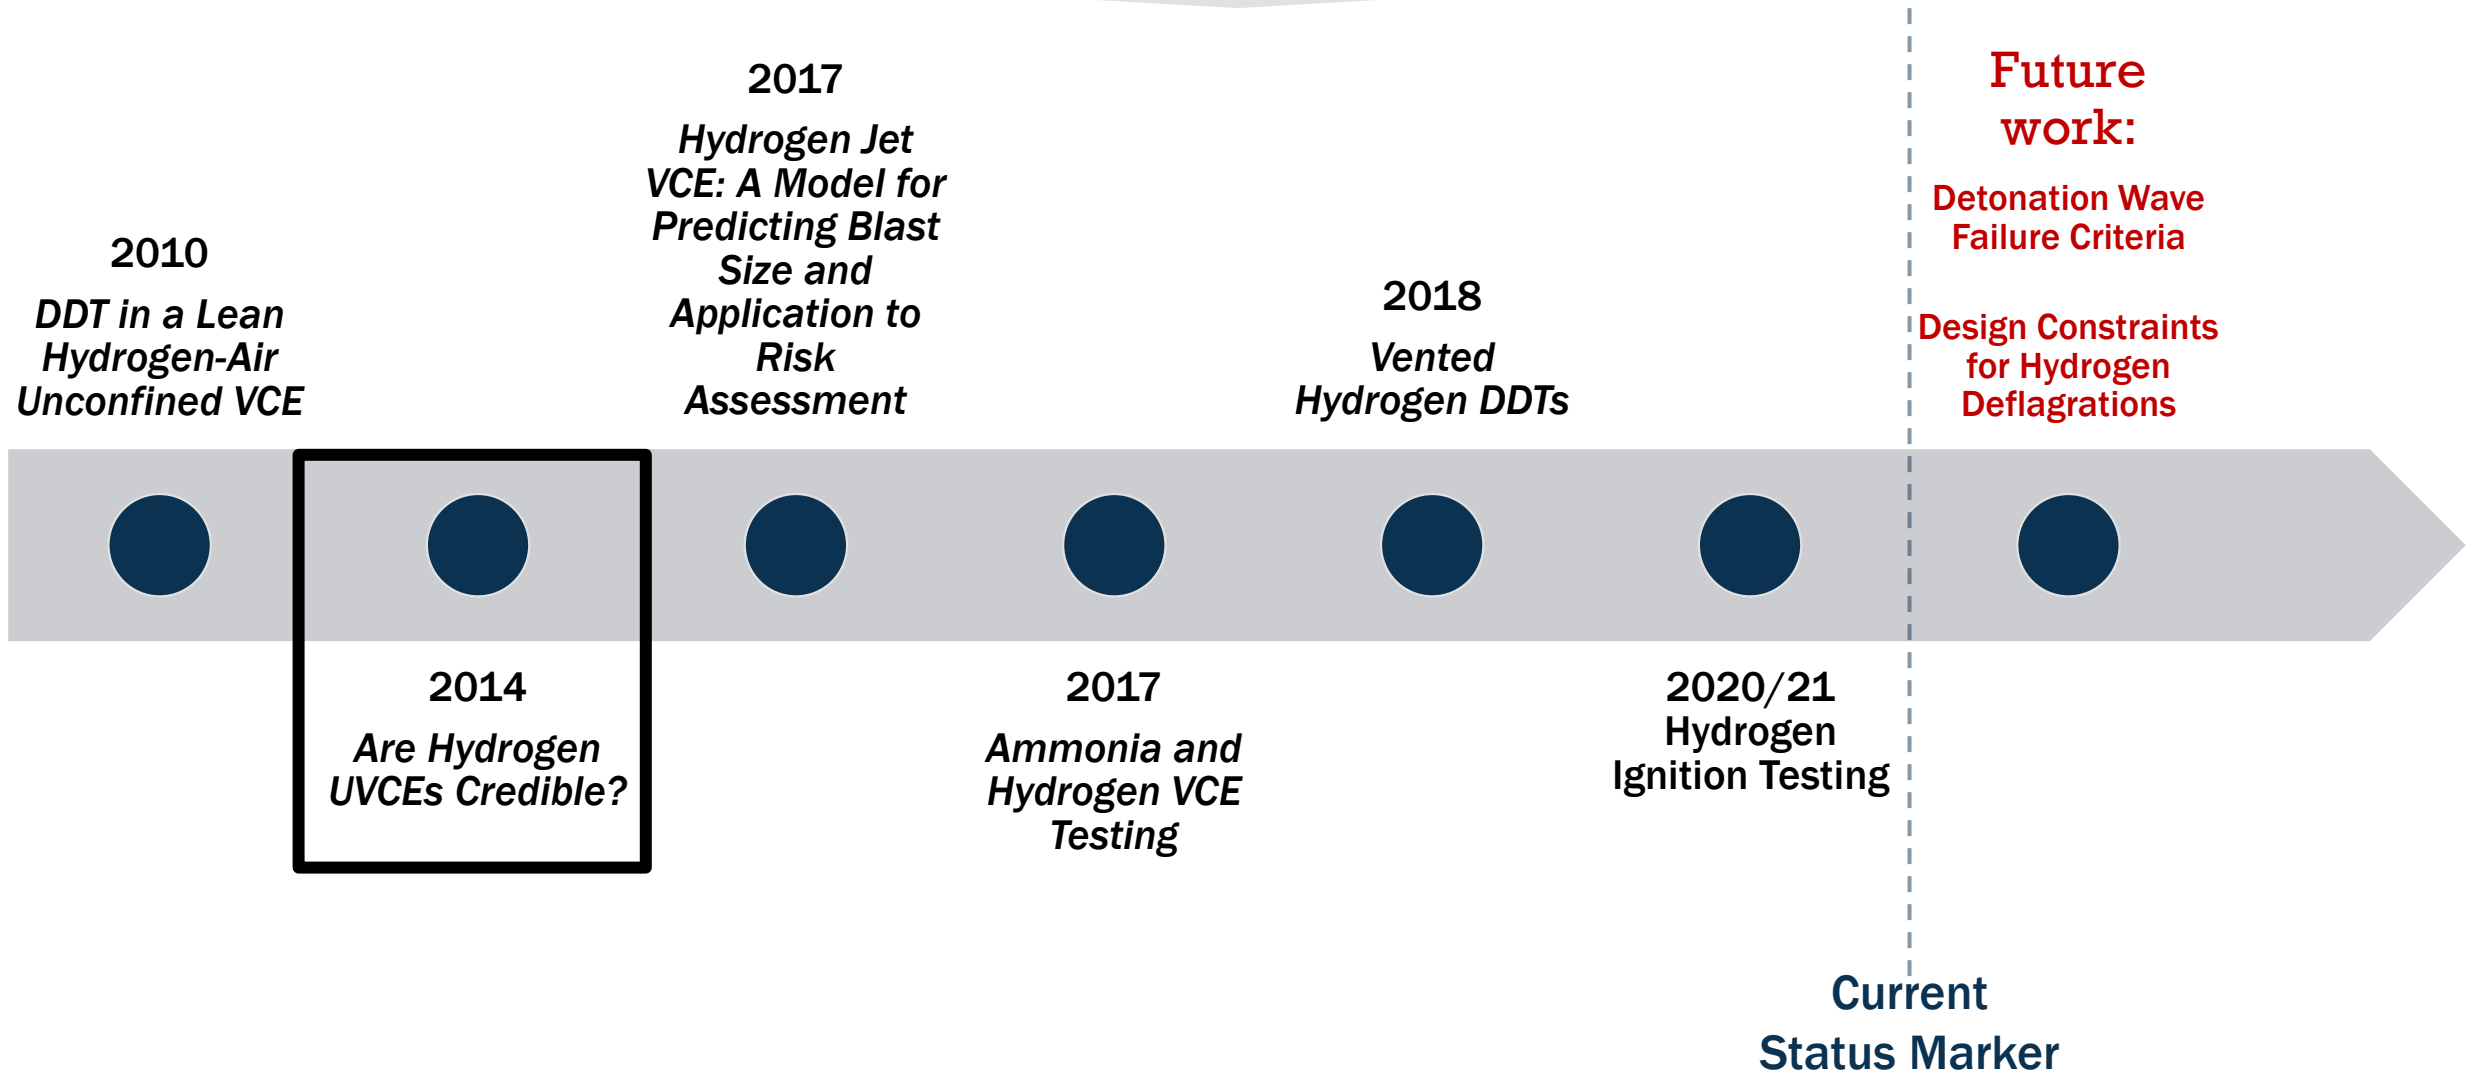 2010
DDT in a Lean
Hydrogen-Air
Unconfined VCE
2014
Are Hydrogen
UVCEs Credible?
2017
Hydrogen Jet
VCE: A Model for
Predicting Blast
Size and
Application to
Risk
Assessment
2017
Ammonia and
Hydrogen VCE
Testing
2018
Vented
Hydrogen DDTs
2020/21
Hydrogen
Ignition Testing
Future
work:
Detonation Wave
Failure Criteria
Design Constraints
for Hydrogen
Deflagrations
Current
Status Marker